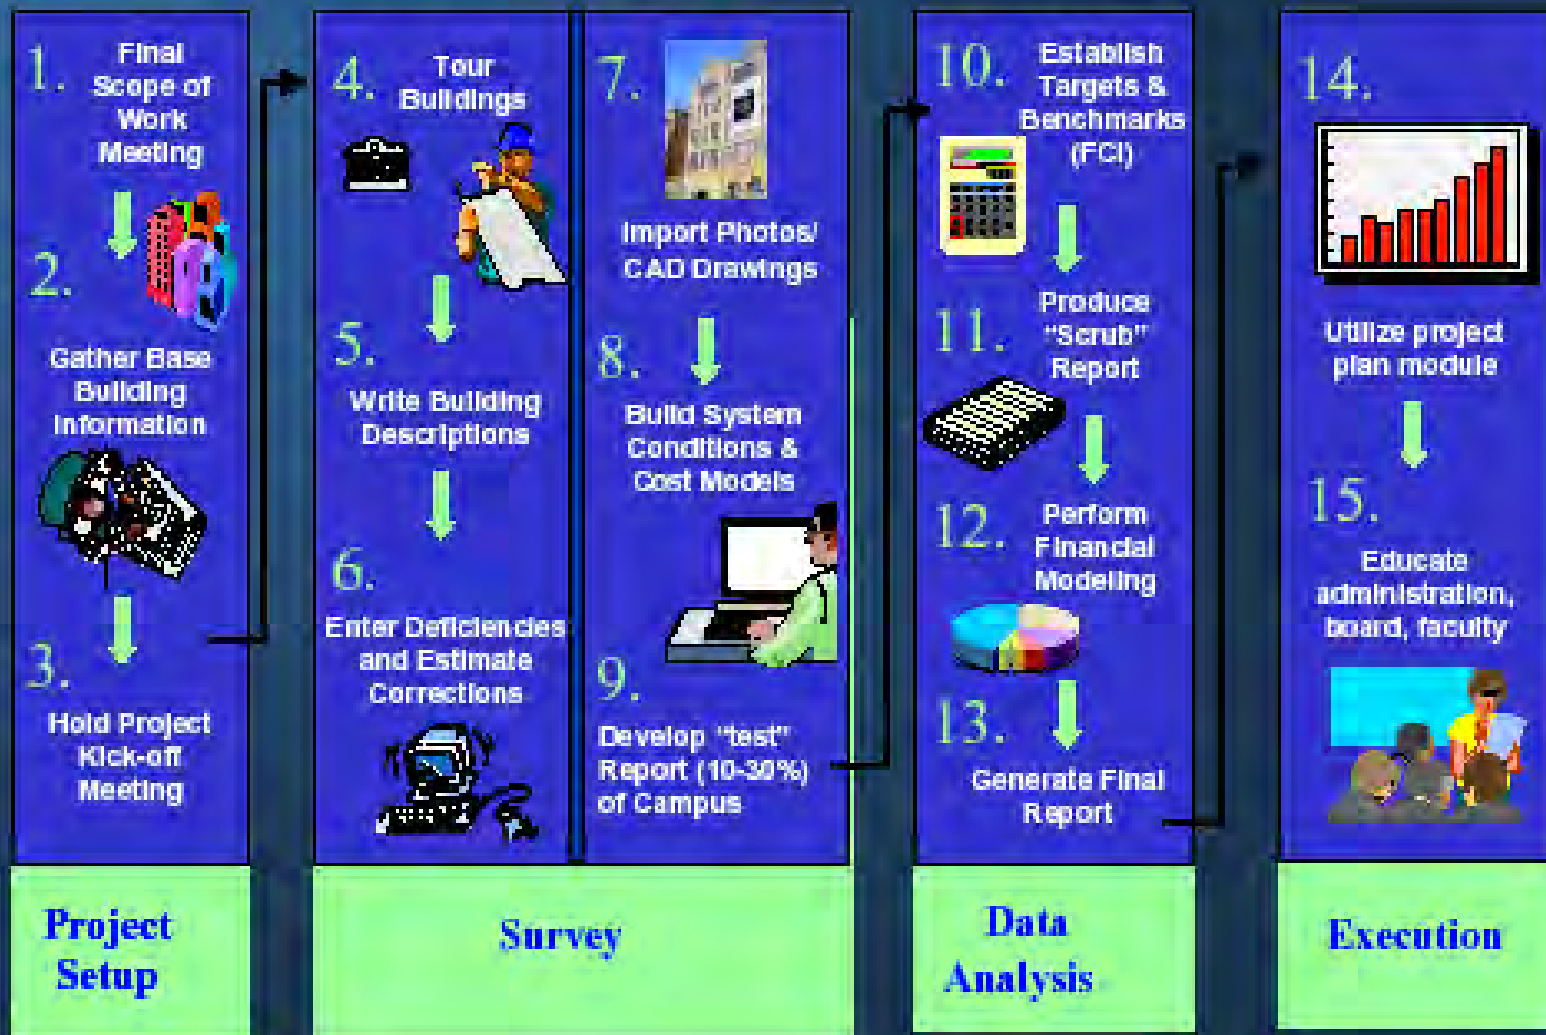 1.
Final
Scope of
Work
Meeting
2.
Gather Base
Building
Information
3.
Hold Project
Kick-off
Meeting
Project
Setup
4.
Tour
Buildings
5.
Write Building
Descriptions
6.
Enter Deficiencies
and Estimate
Corrections
7.
Import Photos/
CAD Drawings
8.
Build System
Conditions &
Cost Models
9.
Develop "test"
Report (10-30%)
of Campus
Survey
10.
Establish
Targets &
Benchmarks
(FCI)
11.
Produce
"Scrub"
Report
12.
Perform
Financial
Modeling
13.
Generate Final
Report
Data
Analysis
14.
Utilize project
plan module
15.
Educate
administration,
board, faculty
Execution